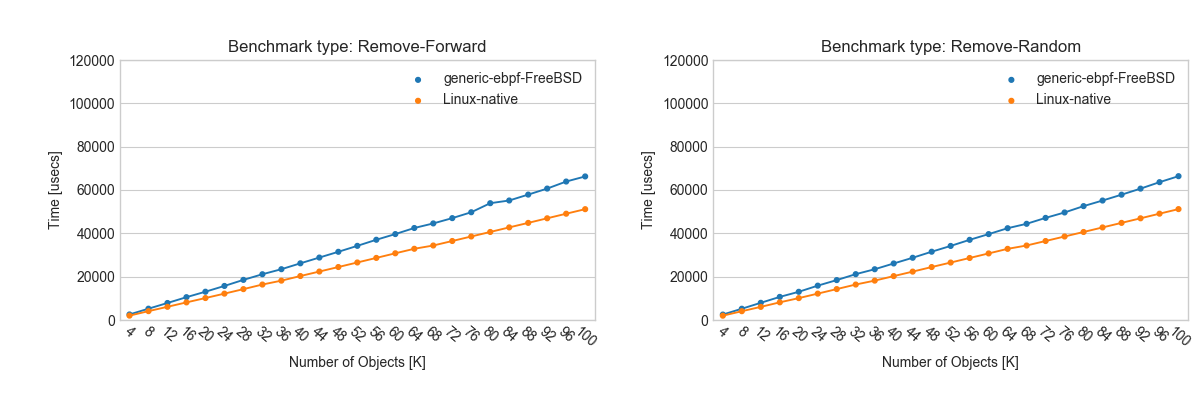 Benchmark type: Remove-Forward
120000
100000
80000
60000
40000
20000
0
Time [usecs]
generic-ebpf-FreeBSD
Linux-native
4 8 12 16 20 24 28 32 36 40 44 48 52 56 60 64 68 72 76 80 84 88 92 96 100
Number of Objects [K]
Benchmark type: Remove-Random
120000
100000
80000
60000
40000
20000
0
Time [usecs]
generic-ebpf-FreeBSD
Linux-native
4 8 12 16 20 24 28 32 36 40 44 48 52 56 60 64 68 72 76 80 84 88 92 96 100
Number of Objects [K]